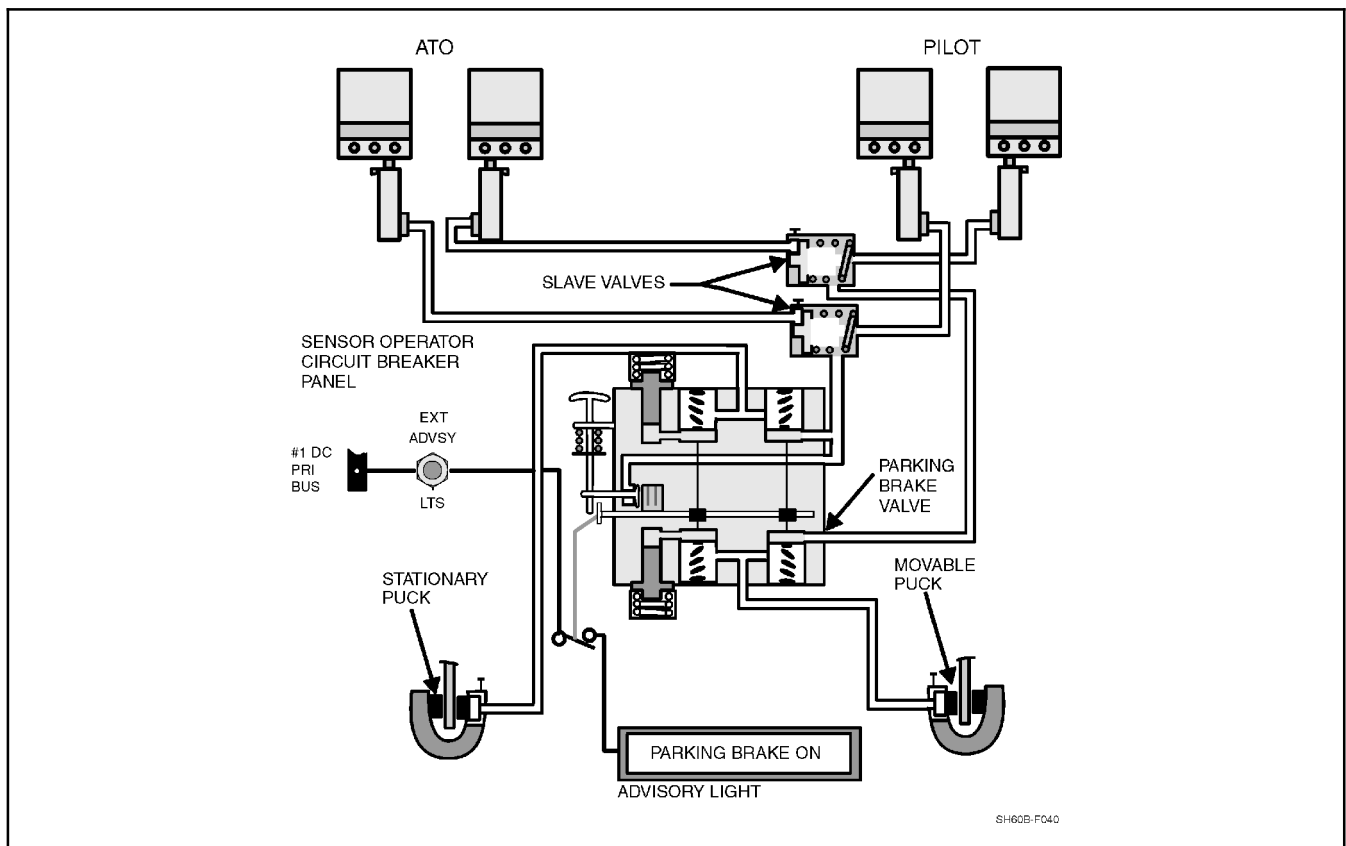 ATO
PILOT
SLAVE VALVES
SENSOR OPERATOR
CIRCUIT BREAKER
PANEL
EXT
ADVSY
#1 DC
PRI
BUS
LTS
PARKING
BRAKE
VALVE
STATIONARY
PUCK
MOVABLE
PUCK
PARKING BRAKE ON
ADVISORY LIGHT
SH60B-F040